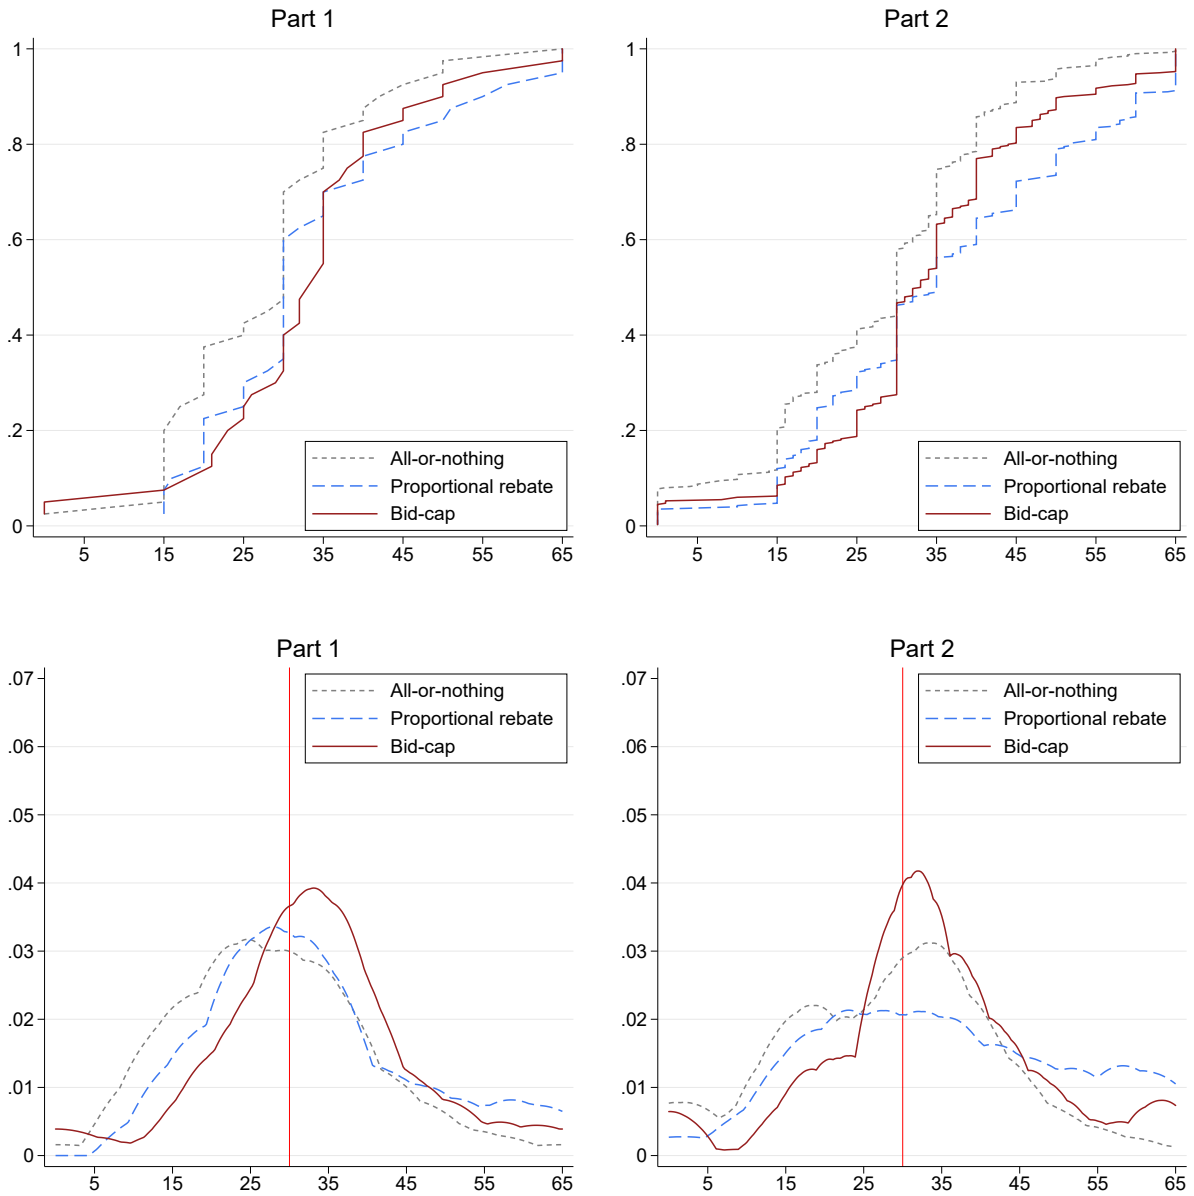 Part 1
1
.8
.6
.4
.2
0
All-or-nothing
Proportional rebate
Bid-cap
5 15 25 35 45 55 65
Part 2
1
.8
.6
.4
.2
0
All-or-nothing
Proportional rebate
Bid-cap
5 15 25 35 45 55 65
Part 1
.07
.06
.05
.04
.03
.02
.01
0
All-or-nothing
Proportional rebate
Bid-cap
5 15 25 35 45 55 65
Part 2
.07
.06
.05
.04
.03
.02
.01
0
All-or-nothing
Proportional rebate
Bid-cap
5 15 25 35 45 55 65